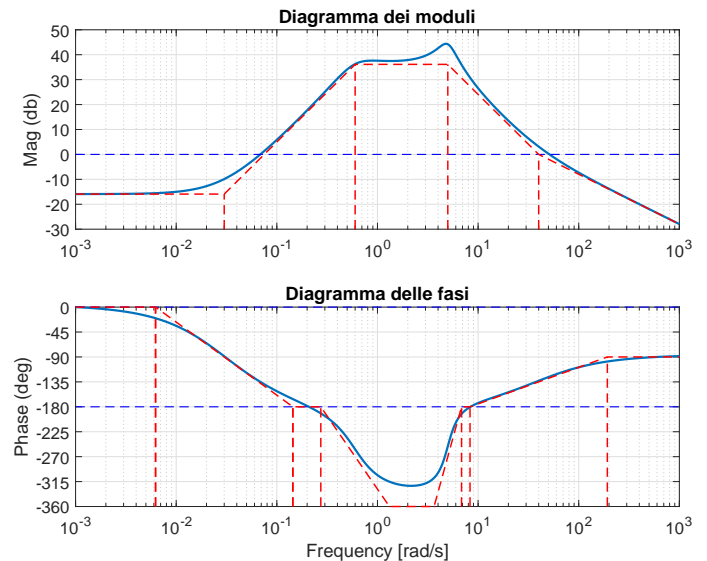 Diagramma dei moduli
50
40
30
20
10
0
-10
-20
-30
Mag (db)
10^-3 10^-2 10^-1 10^0 10^1 10^2 10^3
Diagramma delle fasi
0
-45
-90
-135
-180
-225
-270
-315
-360
Phase (deg)
10^-3 10^-2 10^-1 10^0 10^1 10^2 10^3
Frequency [rad/s]